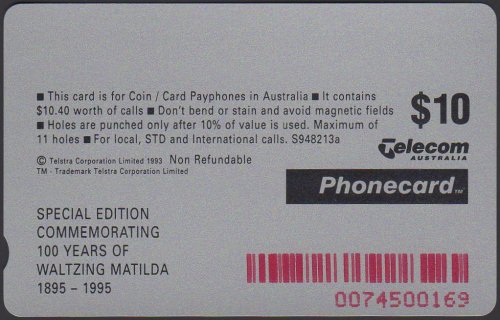 ■ This card is for Coin / Card Payphones in Australia ■ It contains
$10.40 worth of calls ■ Don't bend or stain and avoid magnetic fields
■ Holes are punched only after 10% of value is used. Maximum of
11 holes ■ For local, STD and International calls. S948213a
© Telstra Corporation Limited 1993 Non Refundable
TM - Trademark Telstra Corporation Limited
$10
Telecom
AUSTRALIA
Phonecard™
SPECIAL EDITION
COMMEMORATING
100 YEARS OF
WALTZING MATILDA
1895 - 1995
0074500169